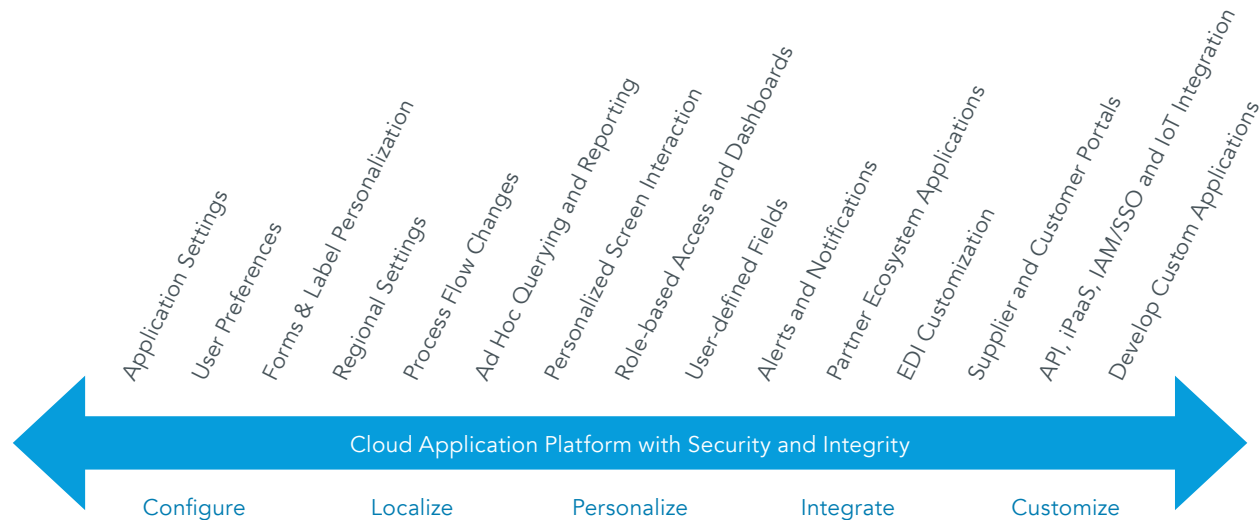 Application Settings
User Preferences
Forms & Label Personalization
Regional Settings
Process Flow Changes
Ad Hoc Querying and Reporting
Personalized Screen Interaction
Role-based Access and Dashboards
User-defined Fields
Alerts and Notifications
Partner Ecosystem Applications
EDI Customization
Supplier and Customer Portals
API, iPaaS, IAM/SSO and IoT Integration
Develop Custom Applications
Cloud Application Platform with Security and Integrity
Configure
Localize
Personalize
Integrate
Customize